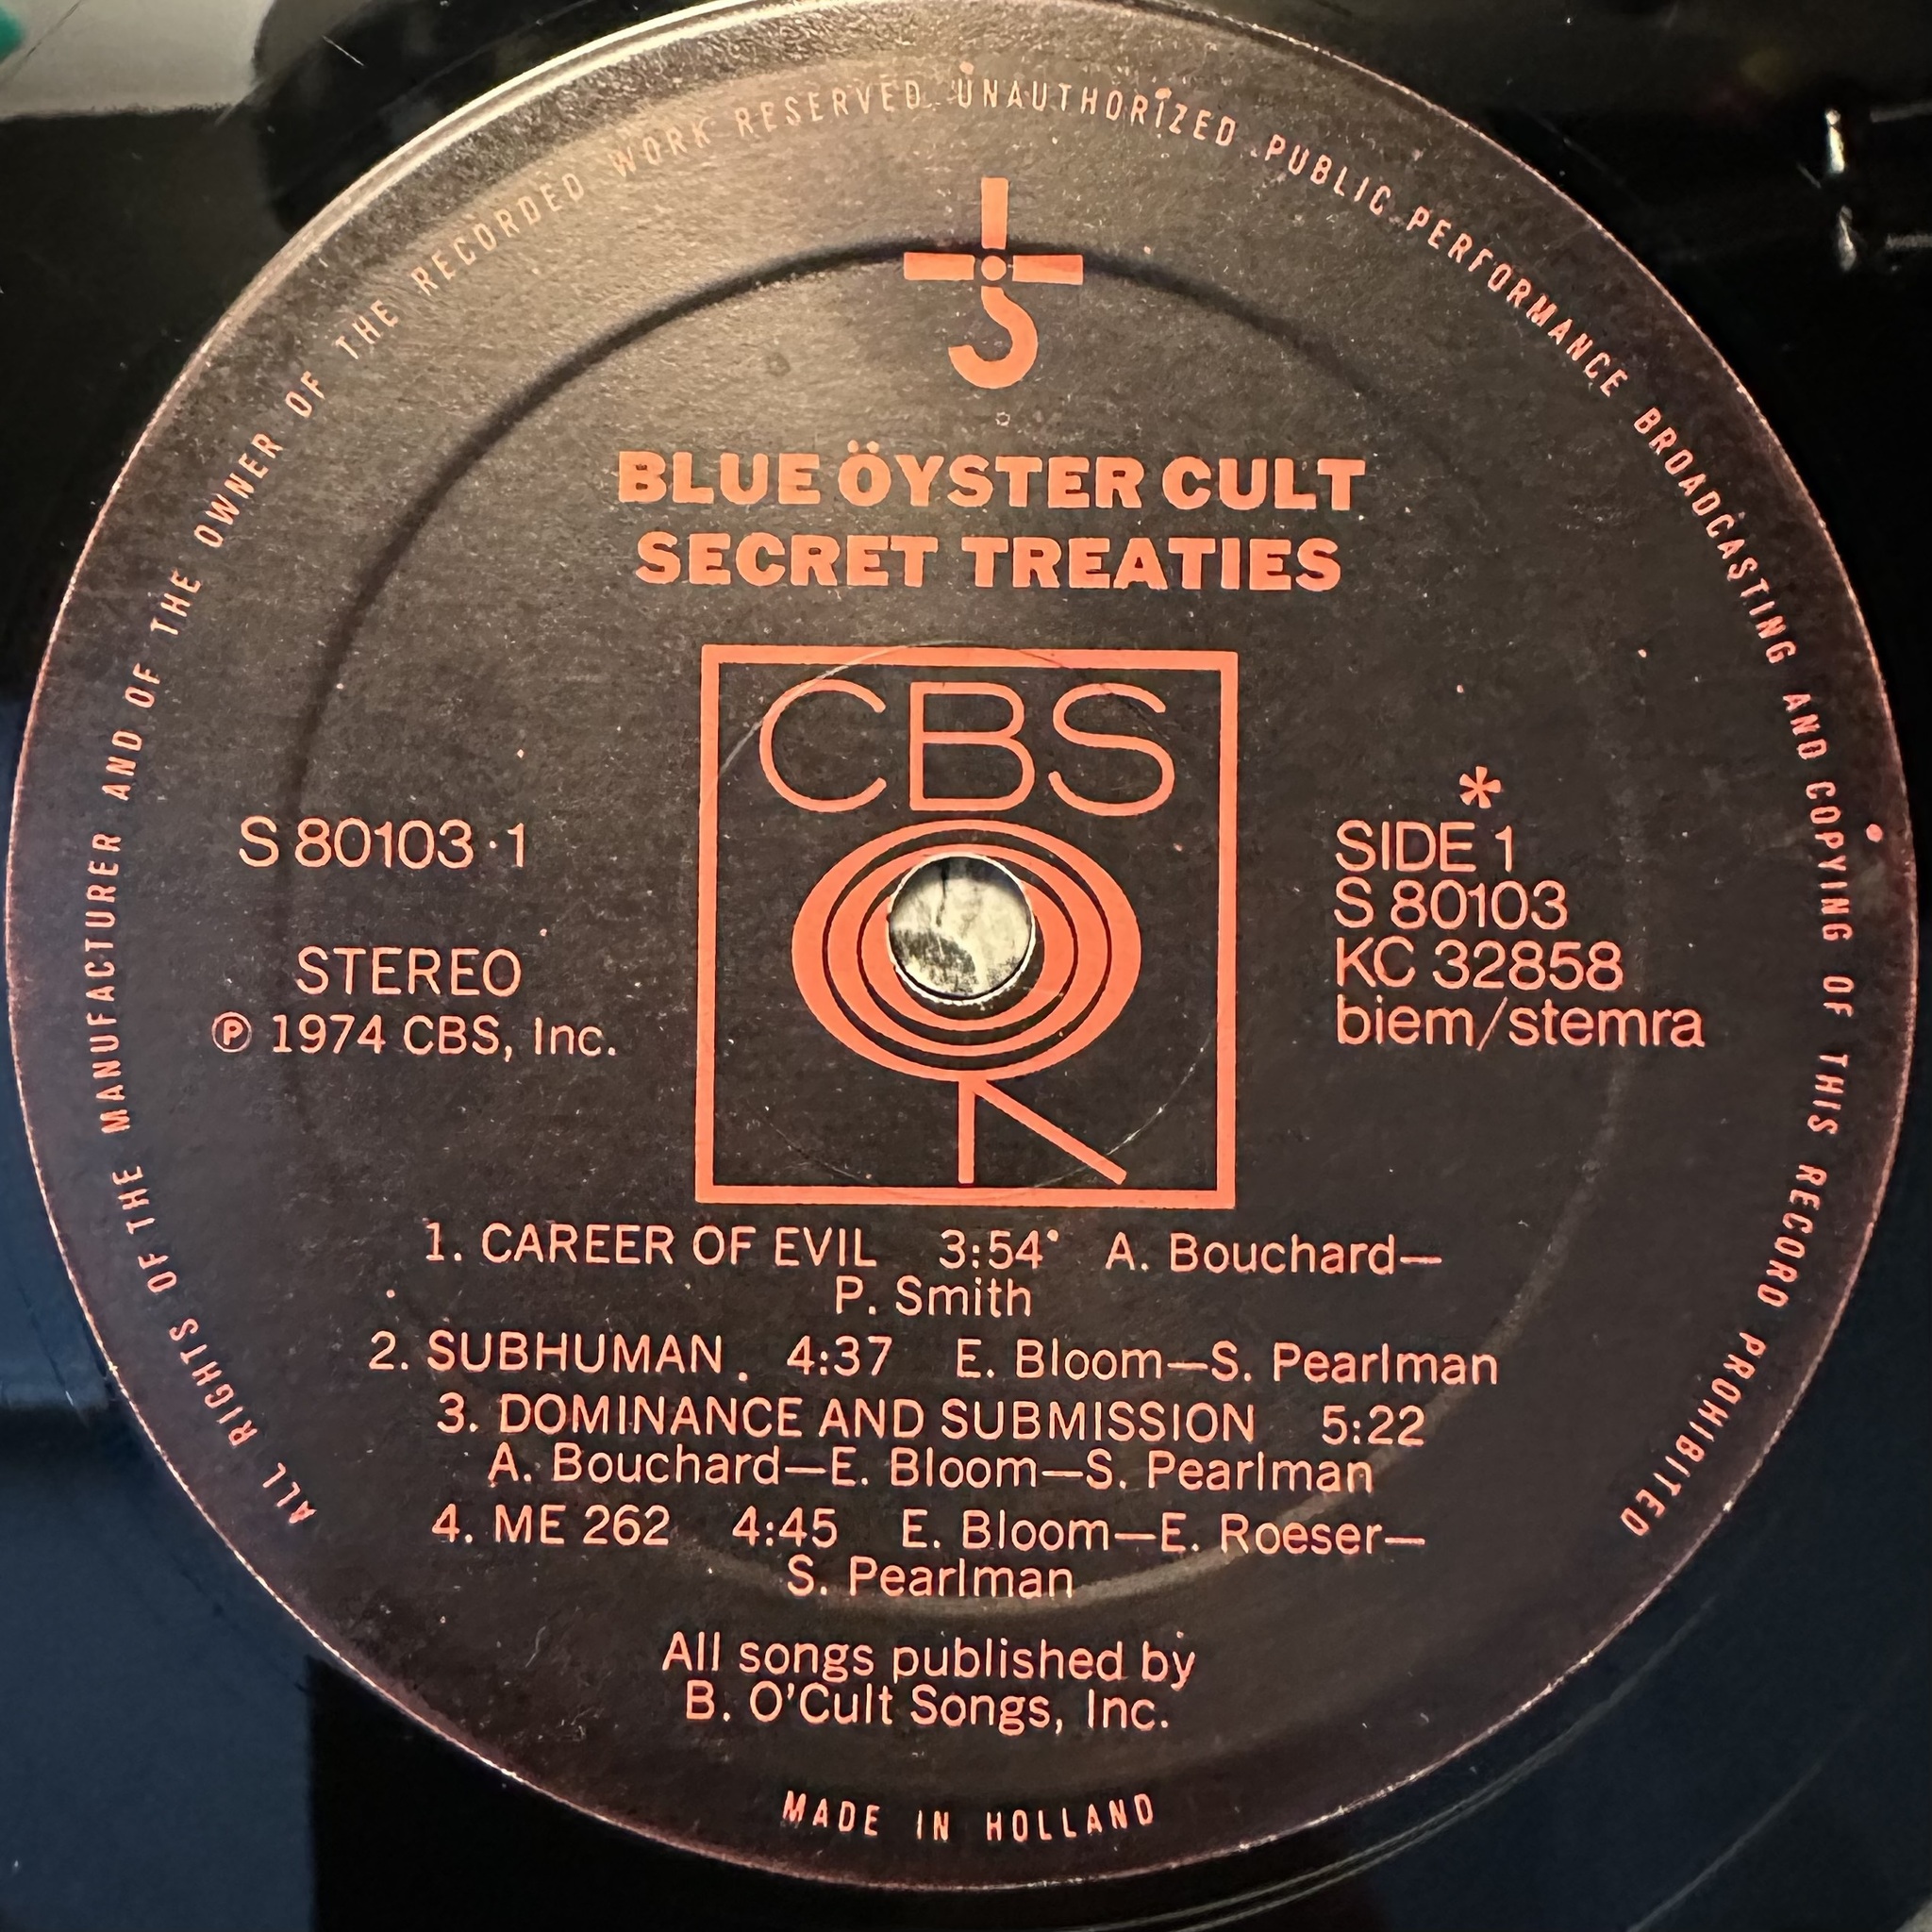 ALL RIGHTS OF THE MANUFACTURER AND OF THE OWNER OF THE RECORDED WORK RESERVED UNAUTHORIZED PUBLIC PERFORMANCE BROADCASTING AND COPYING OF THIS RECORD PROHIBITED
BLUE ÖYSTER CULT
SECRET TREATIES
CBS
S 80103·1
STEREO
℗ 1974 CBS, Inc.
*
SIDE 1
S 80103
KC 32858
biem/stemra
1. CAREER OF EVIL 3:54 A. Bouchard—
P. Smith
2. SUBHUMAN 4:37 E. Bloom—S. Pearlman
3. DOMINANCE AND SUBMISSION 5:22
A. Bouchard—E. Bloom—S. Pearlman
4. ME 262 4:45 E. Bloom—E. Roeser—
S. Pearlman
All songs published by
B. O'Cult Songs, Inc.
MADE IN HOLLAND